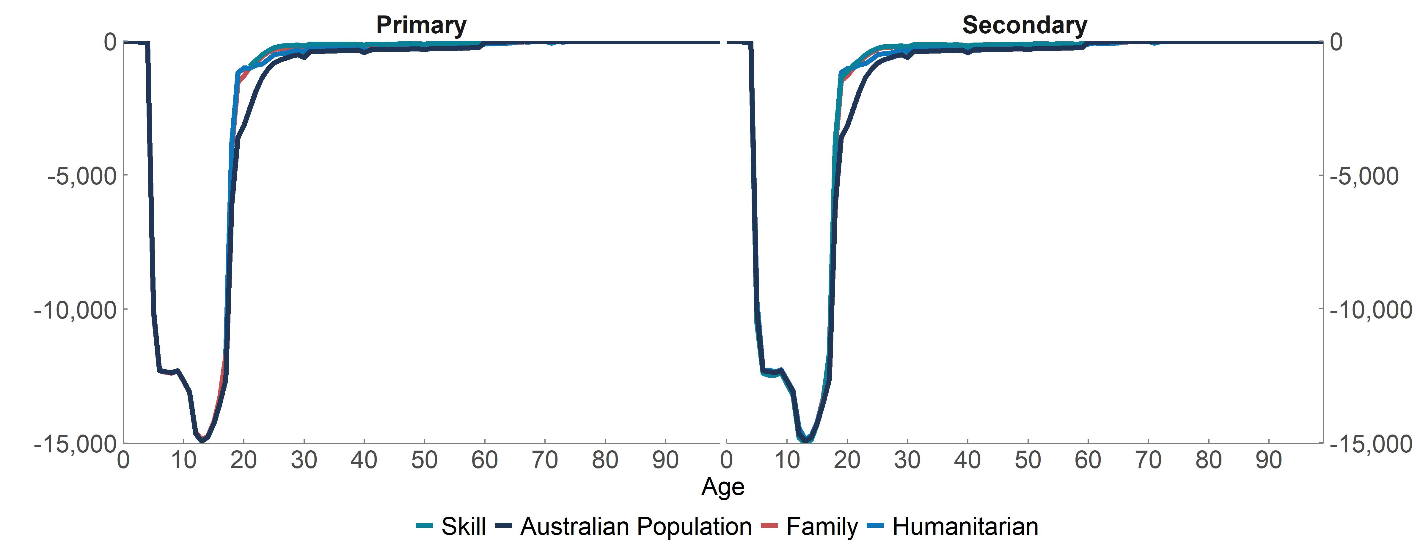 Primary Secondary
0 0
-5,000 -5,000
-10,000 -10,000
-15,000 -15,000
0 10 20 30 40 50 60 70 80 90 0 10 20 30 40 50 60 70 80 90
Age
Skill Australian Population Family Humanitarian